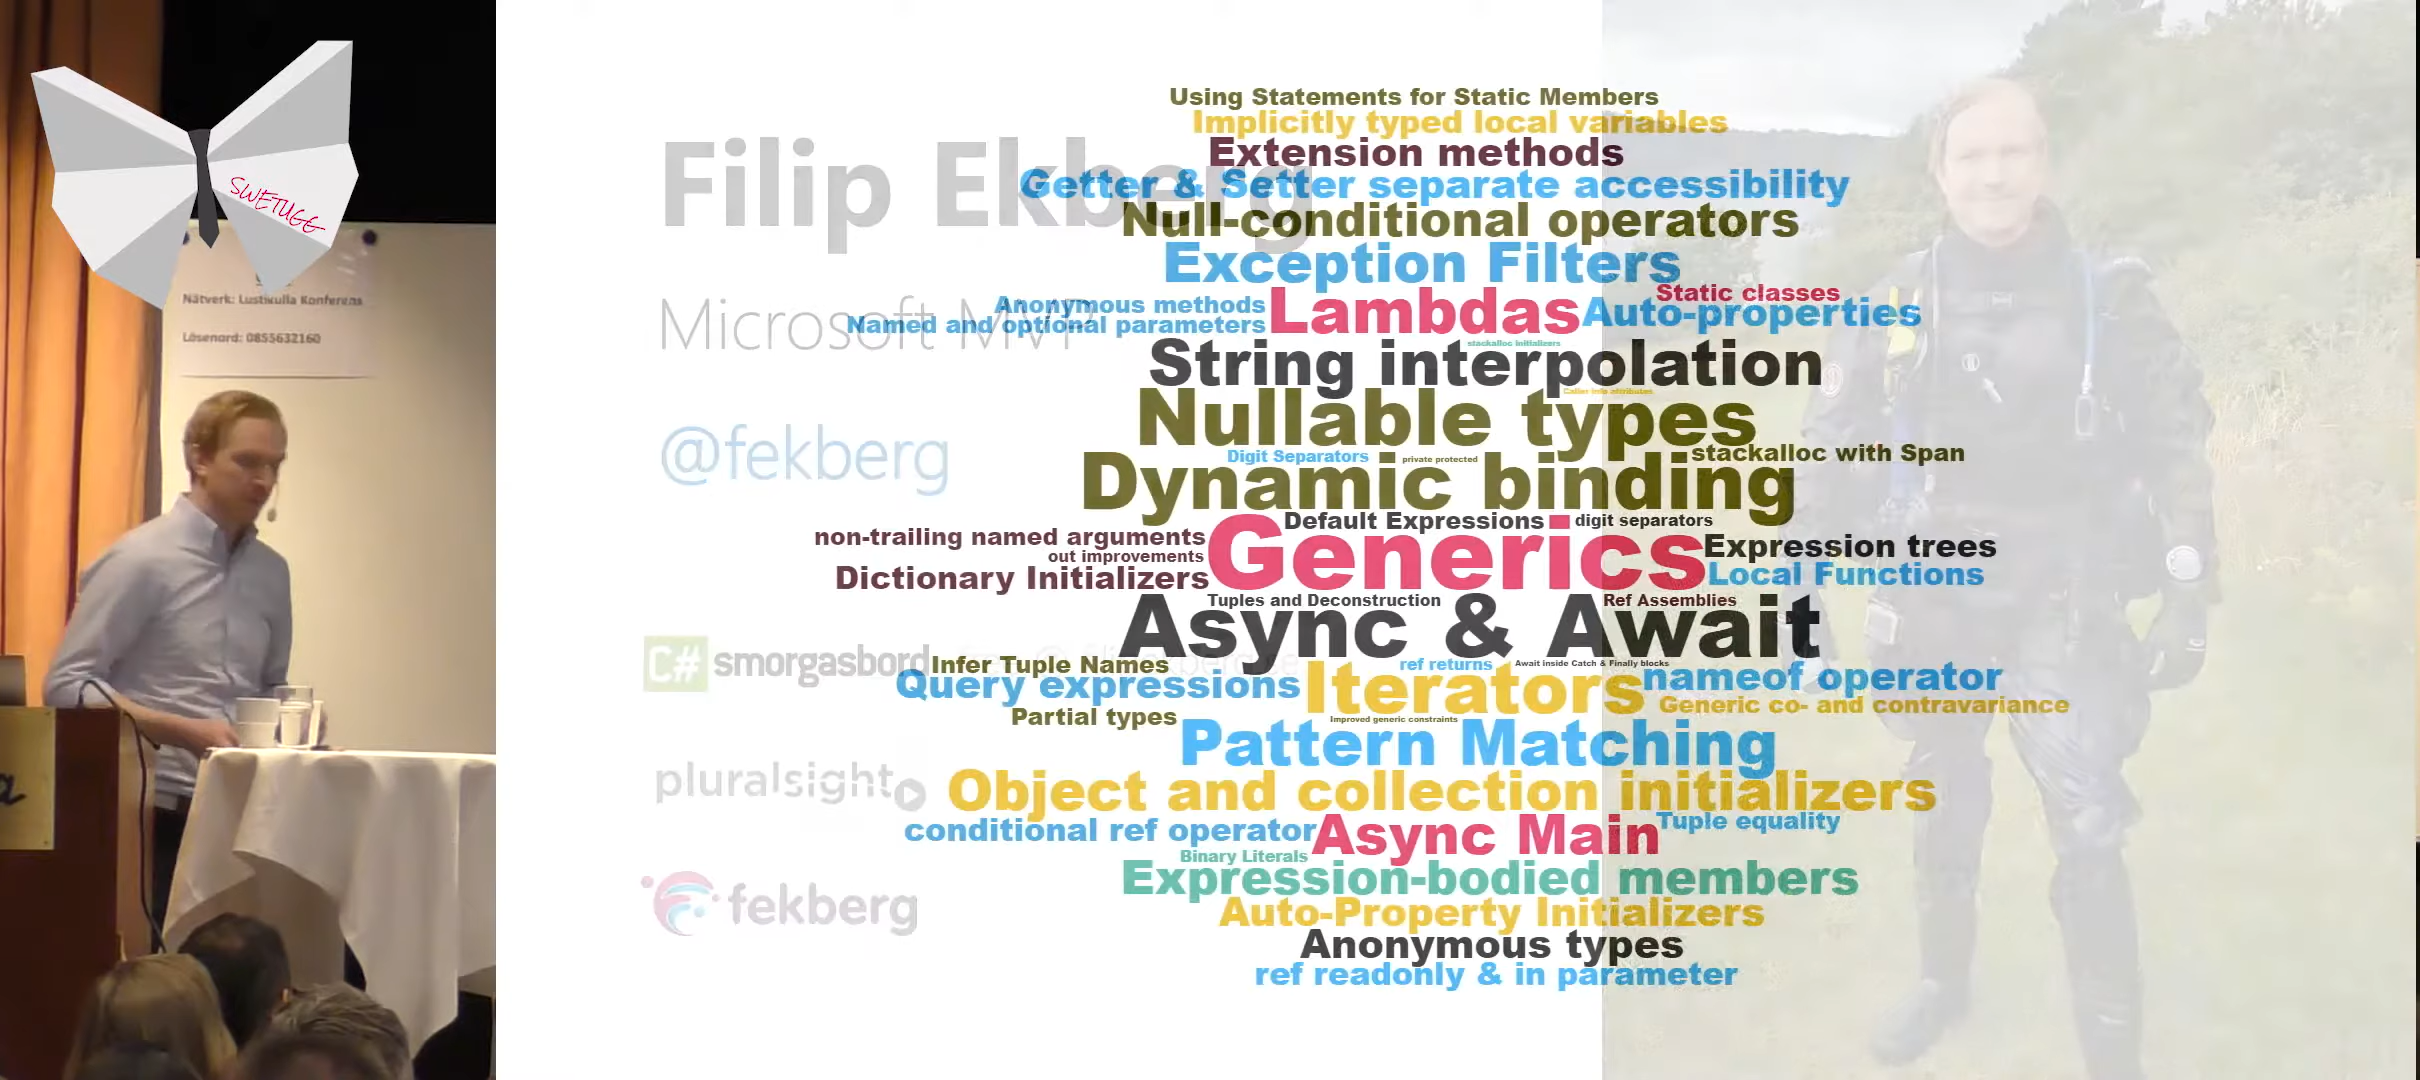 SWETUGG
Nätverk: Lustikulla Konferens
Lösenord: 0855632160
Filip Ekberg
Microsoft MVP
@fekberg
C# smorgasbord
pluralsight
fekberg
Using Statements for Static Members
Implicitly typed local variables
Extension methods
Getter & Setter separate accessibility
Null-conditional operators
Exception Filters
Anonymous methods
Named and optional parameters
Lambdas
Static classes
Auto-properties
stackalloc initializers
String interpolation
Caller info attributes
Nullable types
stackalloc with Span
Digit Separators
private protected
Dynamic binding
Default Expressions
digit separators
non-trailing named arguments
out improvements
Generics
Expression trees
Dictionary Initializers
Local Functions
Tuples and Deconstruction
Ref Assemblies
Async & Await
Infer Tuple Names
ref returns
Await inside Catch & Finally blocks
Query expressions
Iterators
nameof operator
Generic co- and contravariance
Partial types
Improved generic constraints
Pattern Matching
Object and collection initializers
conditional ref operator
Async Main
Tuple equality
Binary Literals
Expression-bodied members
Auto-Property Initializers
Anonymous types
ref readonly & in parameter